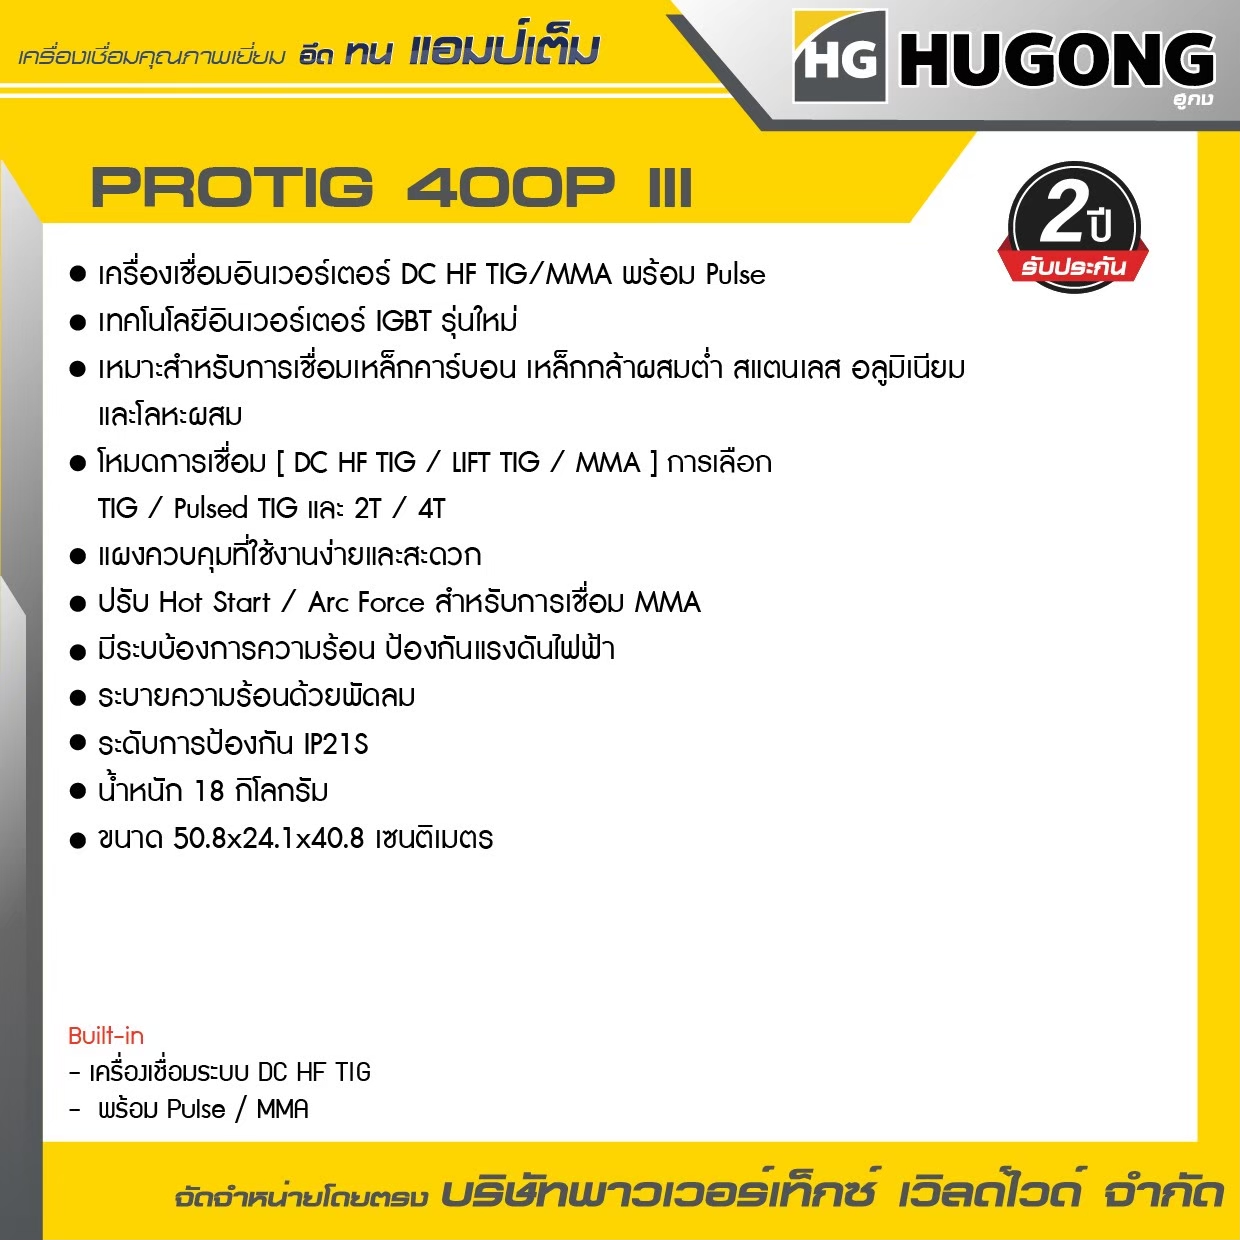 เครื่องเชื่อมคุณภาพเยี่ยม อึด ทน แอมป์เต็ม
HG HUGONG
ฮูกง
PROTIG 400P III
2 ปี
รับประกัน
● เครื่องเชื่อมอินเวอร์เตอร์ DC HF TIG/MMA พร้อม Pulse
● เทคโนโลยีอินเวอร์เตอร์ IGBT รุ่นใหม่
● เหมาะสำหรับการเชื่อมเหล็กคาร์บอน เหล็กกล้าผสมต่ำ สแตนเลส อลูมิเนียม
และโลหะผสม
● โหมดการเชื่อม [ DC HF TIG / LIFT TIG / MMA ] การเลือก
TIG / Pulsed TIG และ 2T / 4T
● แผงควบคุมที่ใช้งานง่ายและสะดวก
● ปรับ Hot Start / Arc Force สำหรับการเชื่อม MMA
● มีระบบ้องการความร้อน ป้องกันแรงดันไฟฟ้า
● ระบายความร้อนด้วยพัดลม
● ระดับการป้องกัน IP21S
● น้ำหนัก 18 กิโลกรัม
● ขนาด 50.8x24.1x40.8 เซนติเมตร
Built-in
- เครื่องเชื่อมระบบ DC HF TIG
- พร้อม Pulse / MMA
จัดจำหน่ายโดยตรง บริษัทพาวเวอร์เท็กซ์ เวิลด์ไวด์ จำกัด